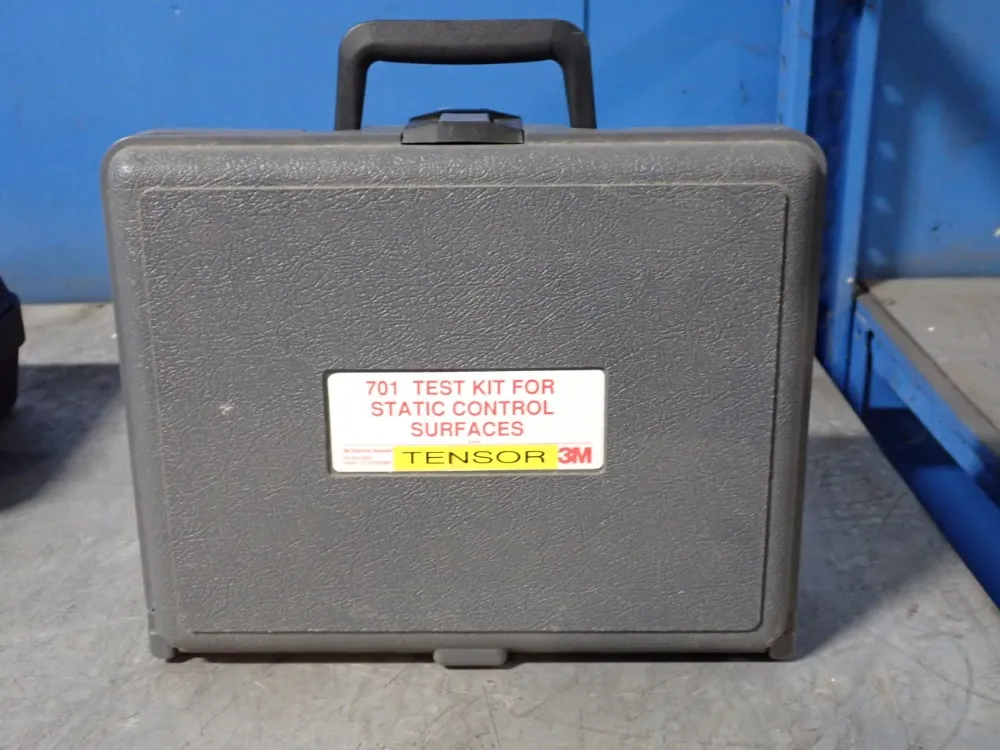 701 TEST KIT FOR
STATIC CONTROL
SURFACES
TENSOR 3M